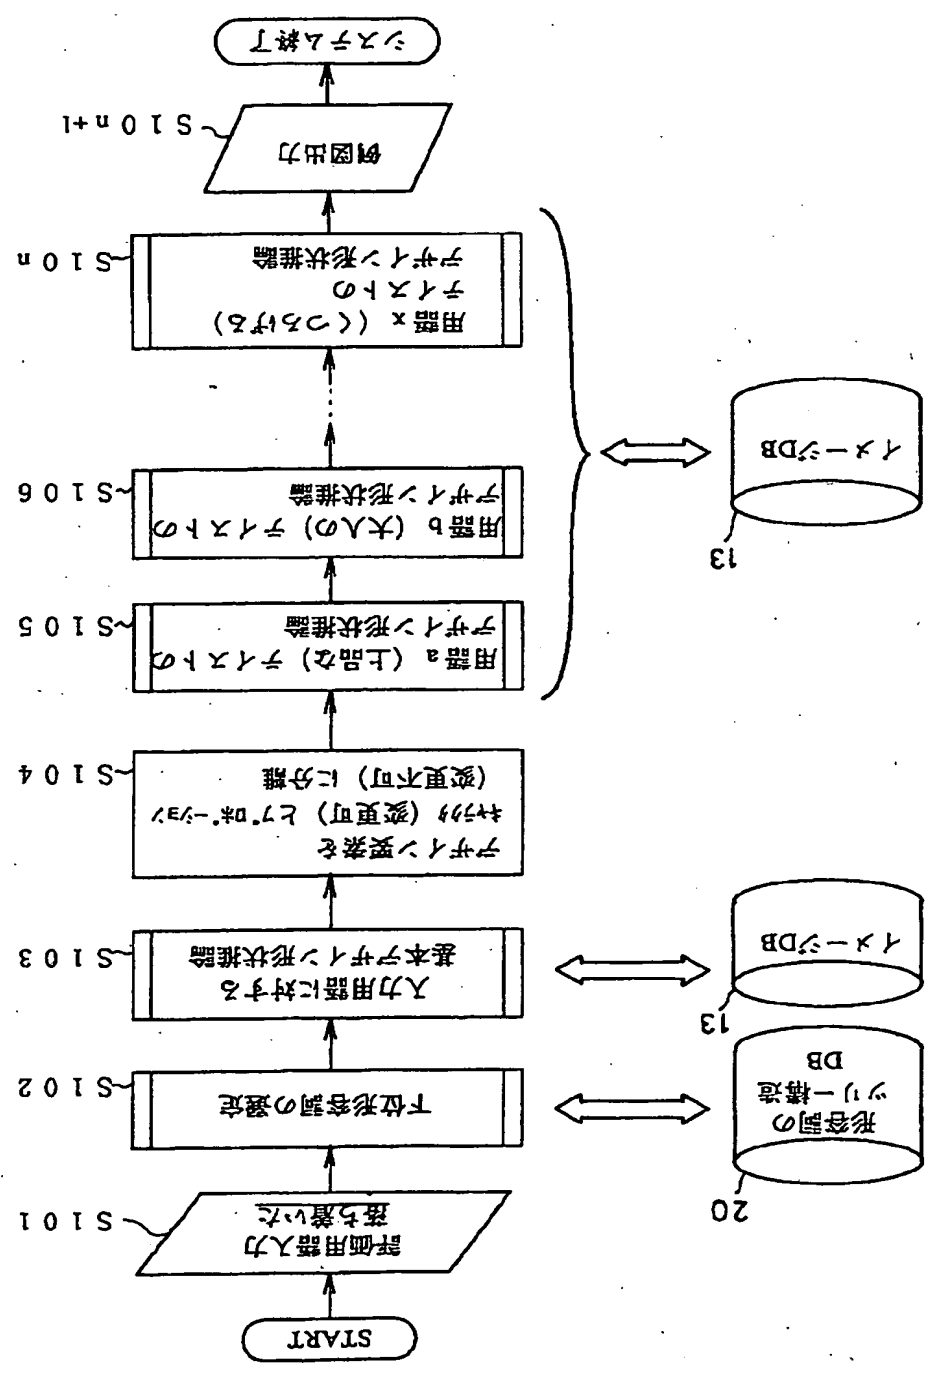 START
評価用器入力
落ち着いた
S101
下位形容詞の選定
S102
形容詞の
ツリー構造
DB
20
入力用器に対する
基本デザイン形状推論
S103
イメージDB
13
デザイン要素を
ｷｬﾗｸﾀ (変更可) とﾌﾟﾛﾎﾟｰｼｮﾝ
(変更不可) に分離
S104
用器a (上品な) テイストの
デザイン形状推論
S105
用器b (大人の) テイストの
デザイン形状推論
S106
用器x (くつろげる)
テイストの
デザイン形状推論
S10n
イメージDB
13
例図出力
S10n+1
システム終了